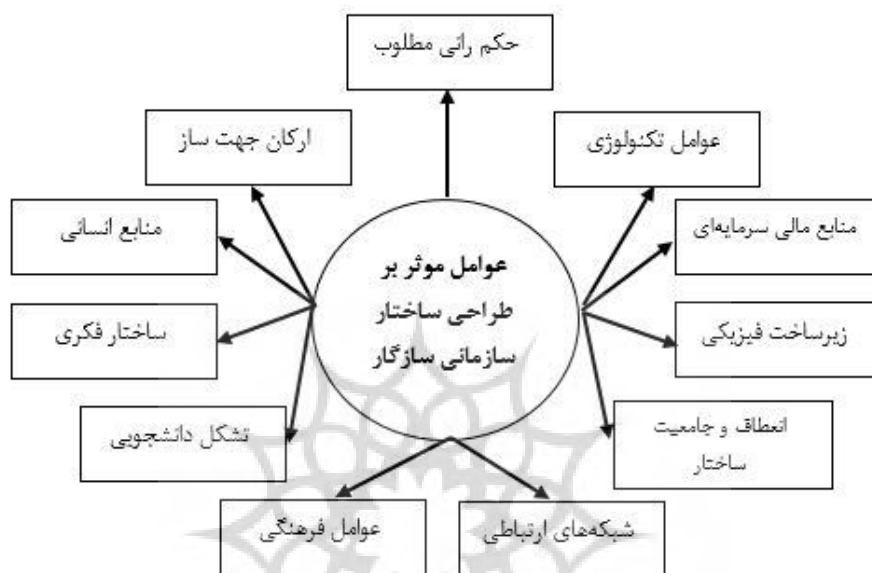 حکم رانی مطلوب
عوامل تکنولوژی
ارکان جهت ساز
منابع مالی سرمایه‌ای
منابع انسانی
عوامل موثر بر
طراحی ساختار
سازمانی سازگار
زیرساخت فیزیکی
ساختار فکری
انعطاق و جامعیت
ساختار
تشکل دانشجویی
شبکه‌های ارتباطی
عوامل فرهنگی